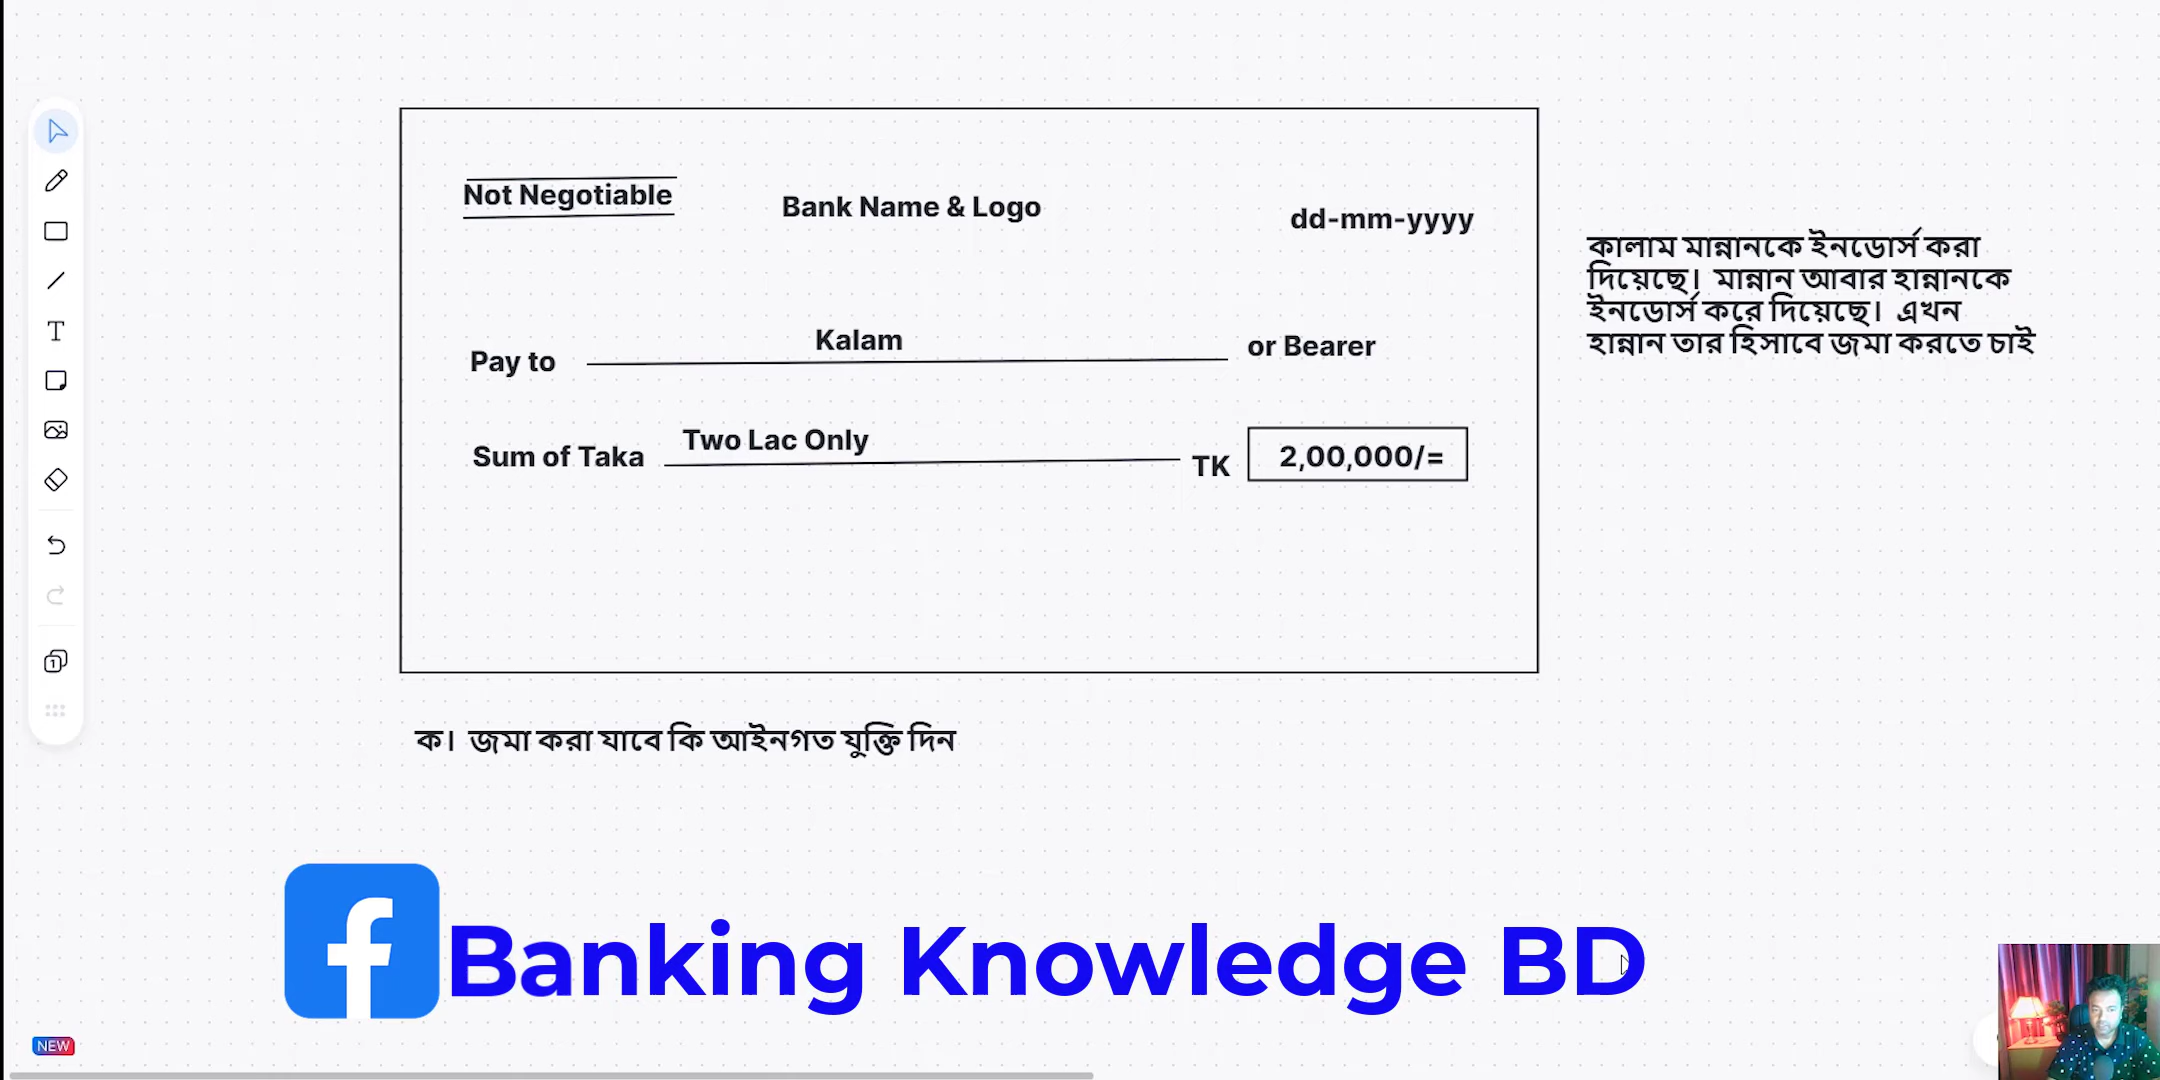 Not Negotiable
Bank Name & Logo
dd-mm-yyyy
Pay to Kalam or Bearer
Sum of Taka Two Lac Only TK 2,00,000/=
কালাম মান্নানকে ইনডোর্স করা
দিয়েছে। মান্নান আবার হান্নানকে
ইনডোর্স করে দিয়েছে। এখন
হান্নান তার হিসাবে জমা করতে চাই
ক। জমা করা যাবে কি আইনগত যুক্তি দিন
Banking Knowledge BD
NEW